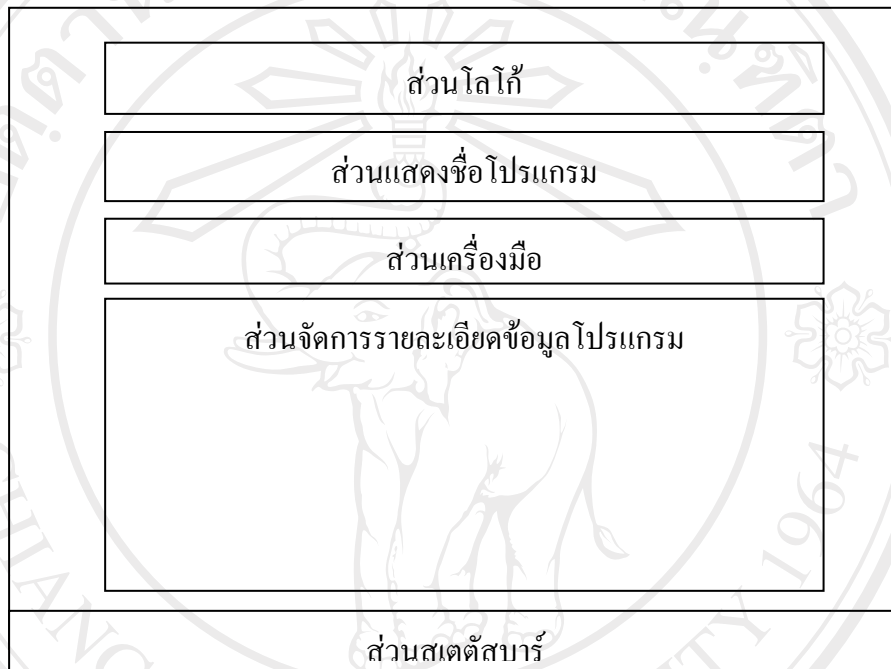 ส่วนโลโก้
ส่วนแสดงชื่อโปรแกรม
ส่วนเครื่องมือ
ส่วนจัดการรายละเอียดข้อมูลโปรแกรม
ส่วนสเตตัสบาร์
1964